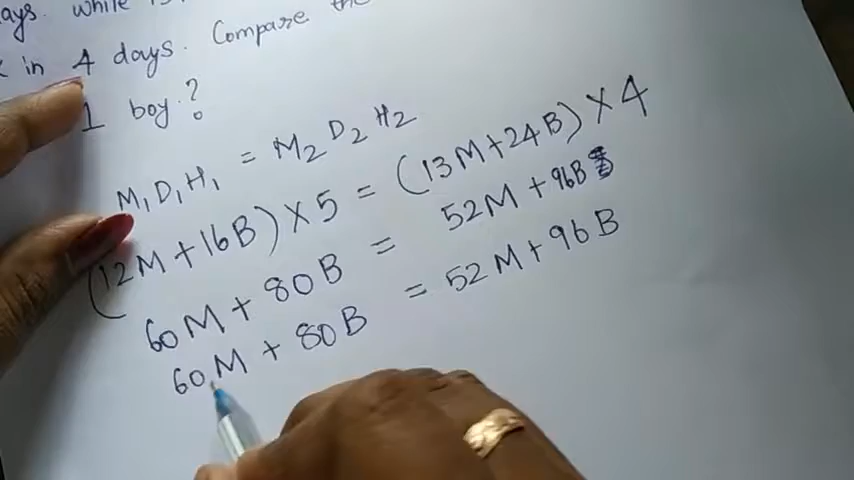 days. while
in 4 days. Compare the
1 boy?
M₁D₁H₁ = M₂D₂H₂
(12M+16B)×5 = (13M+24B)×4
60M + 80B = 52M + 96B
60M + 80B = 52M + 96B